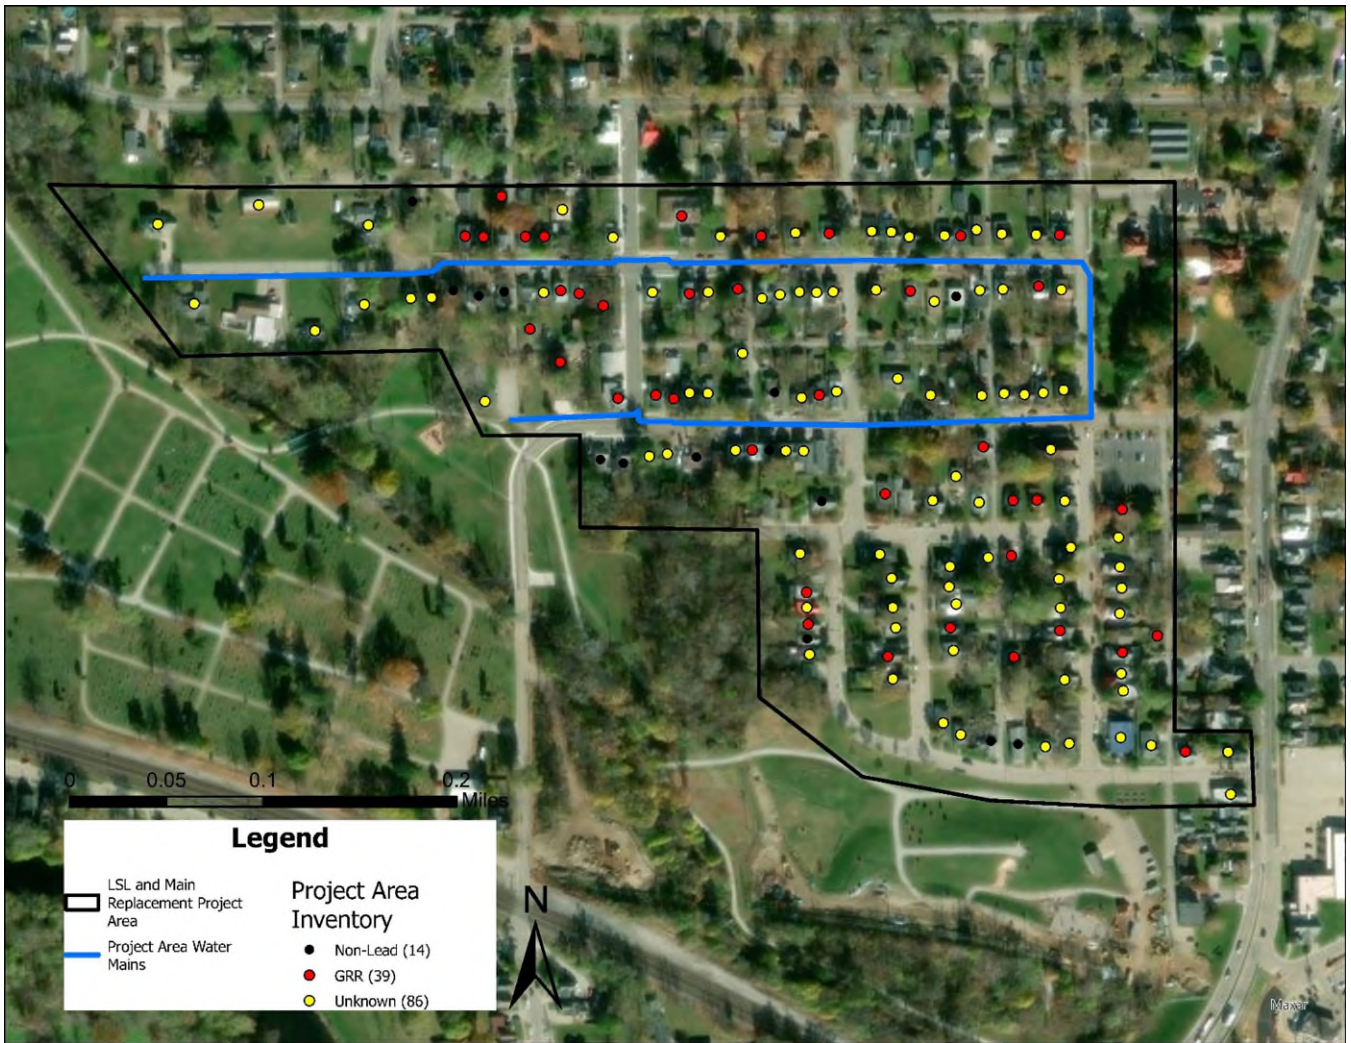 0 0.05 0.1 0.2
Miles
Legend
LSL and Main
Replacement Project
Area
Project Area Water
Mains
Project Area
Inventory
Non-Lead (14)
GRR (39)
Unknown (86)
N
Maxar